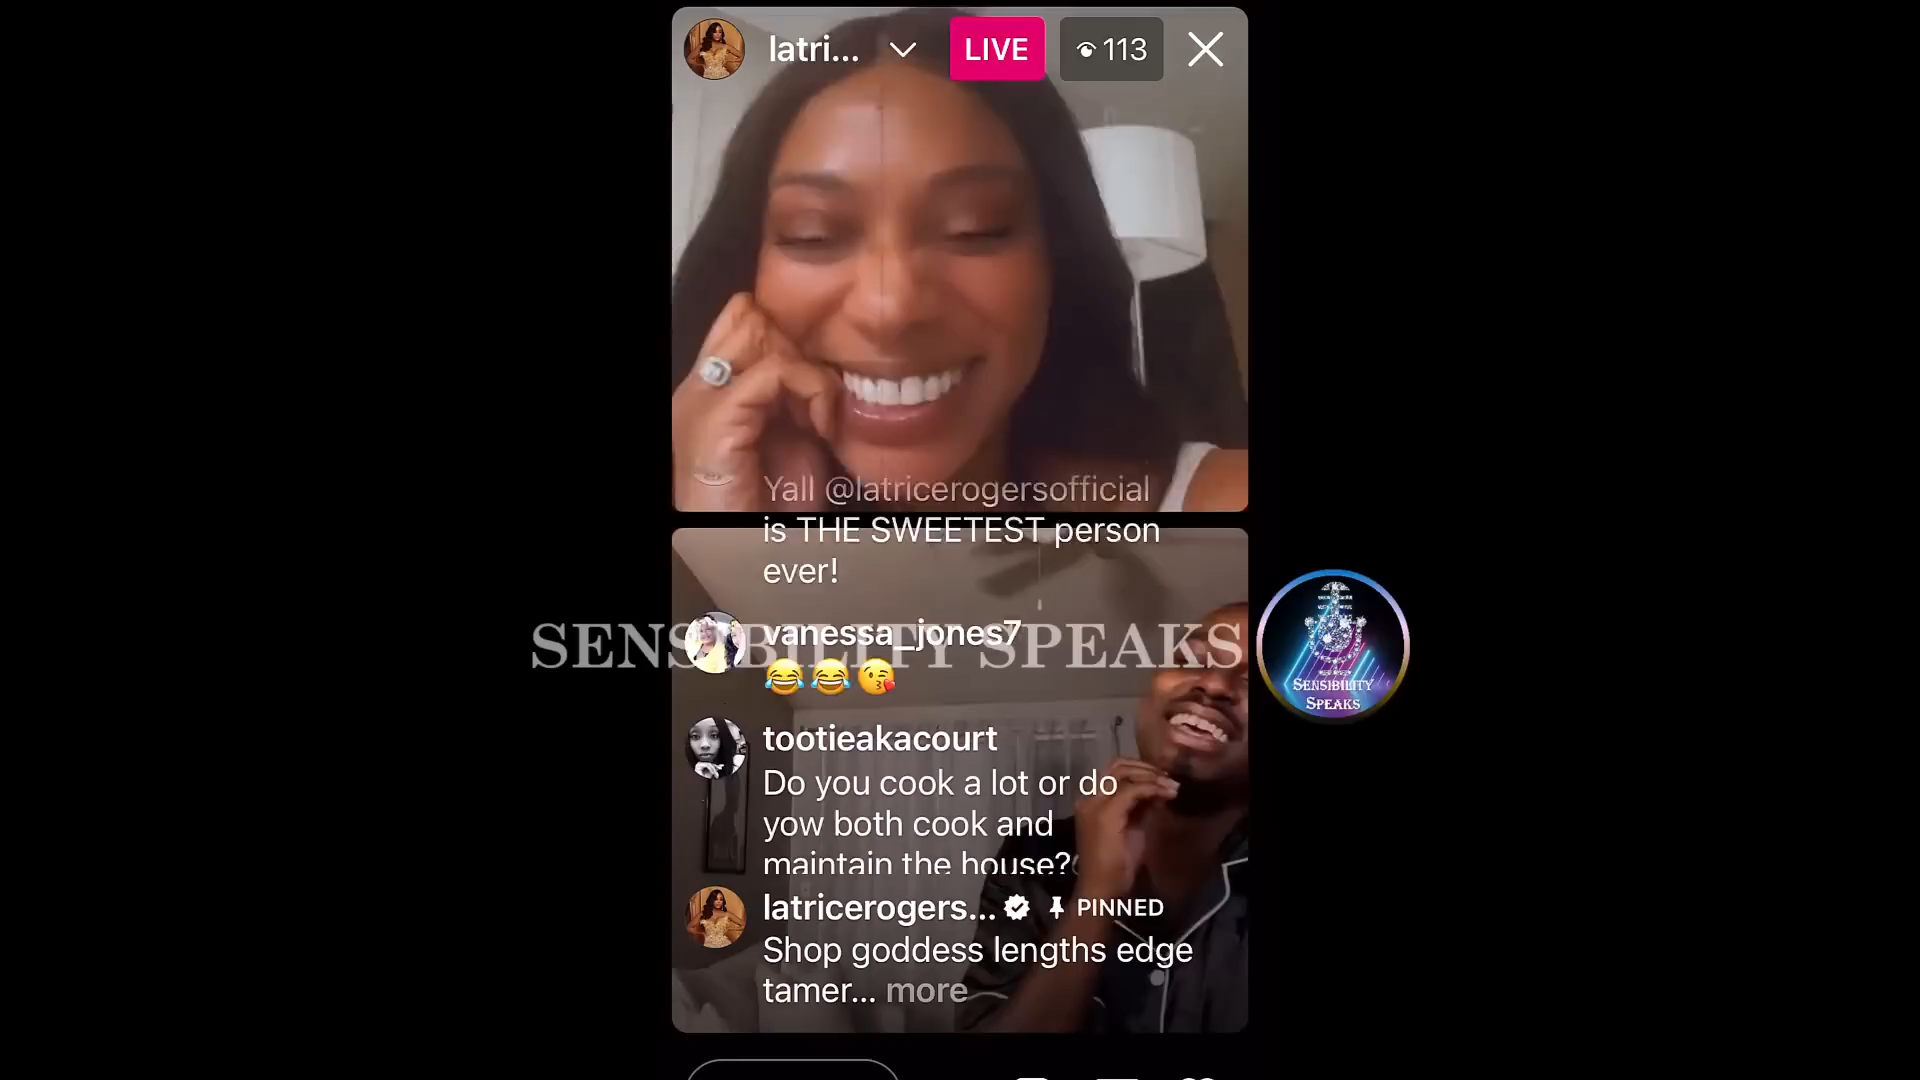 latri...
LIVE
113
Yall @latricerogersofficial
is THE SWEETEST person
ever!
SENSIBILITY SPEAKS
vanessa_jones7
😂😂😘
tootieakacourt
Do you cook a lot or do
yow both cook and
maintain the house?
latricerogers... PINNED
Shop goddess lengths edge
tamer... more
SENSIBILITY
SPEAKS